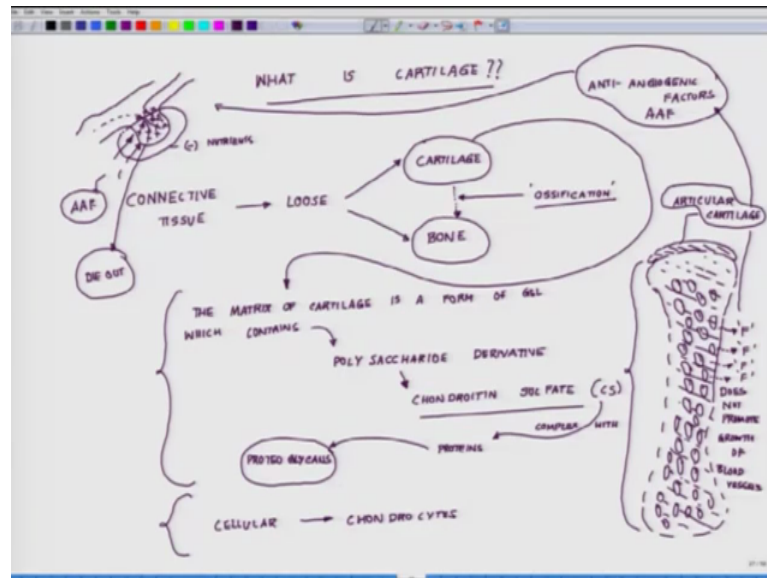 WHAT IS CARTILAGE??
ANTI-ANGIOGENIC
FACTORS
AAF
(-) NUTRIENTS
AAF
DIE OUT
CONNECTIVE
TISSUE → LOOSE
CARTILAGE
BONE
'OSSIFICATION'
ARTICULAR
CARTILAGE
THE MATRIX OF CARTILAGE IS A FORM OF GEL
WHICH CONTAINS
POLY SACCHARIDE DERIVATIVE
CHONDROITIN SULFATE (CS)
COMPLEX WITH
PROTEINS
PROTEO GLYCANS
CELLULAR → CHONDROCYTES
'F'
'F'
'F'
'F'
DOES
NOT
PROMOTE
GROWTH
OF
BLOOD
VESSELS